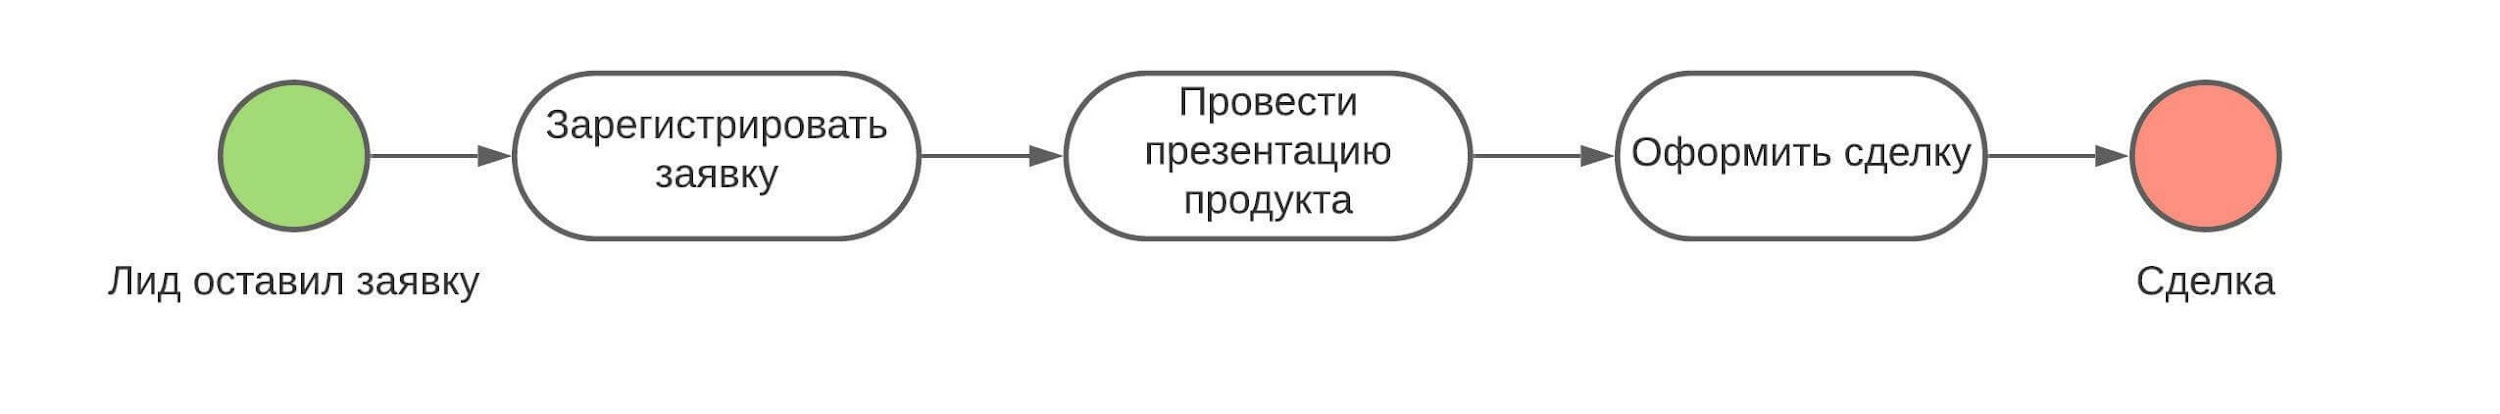 Лид оставил заявку
Зарегистрировать
заявку
Провести
презентацию
продукта
Оформить сделку
Сделка